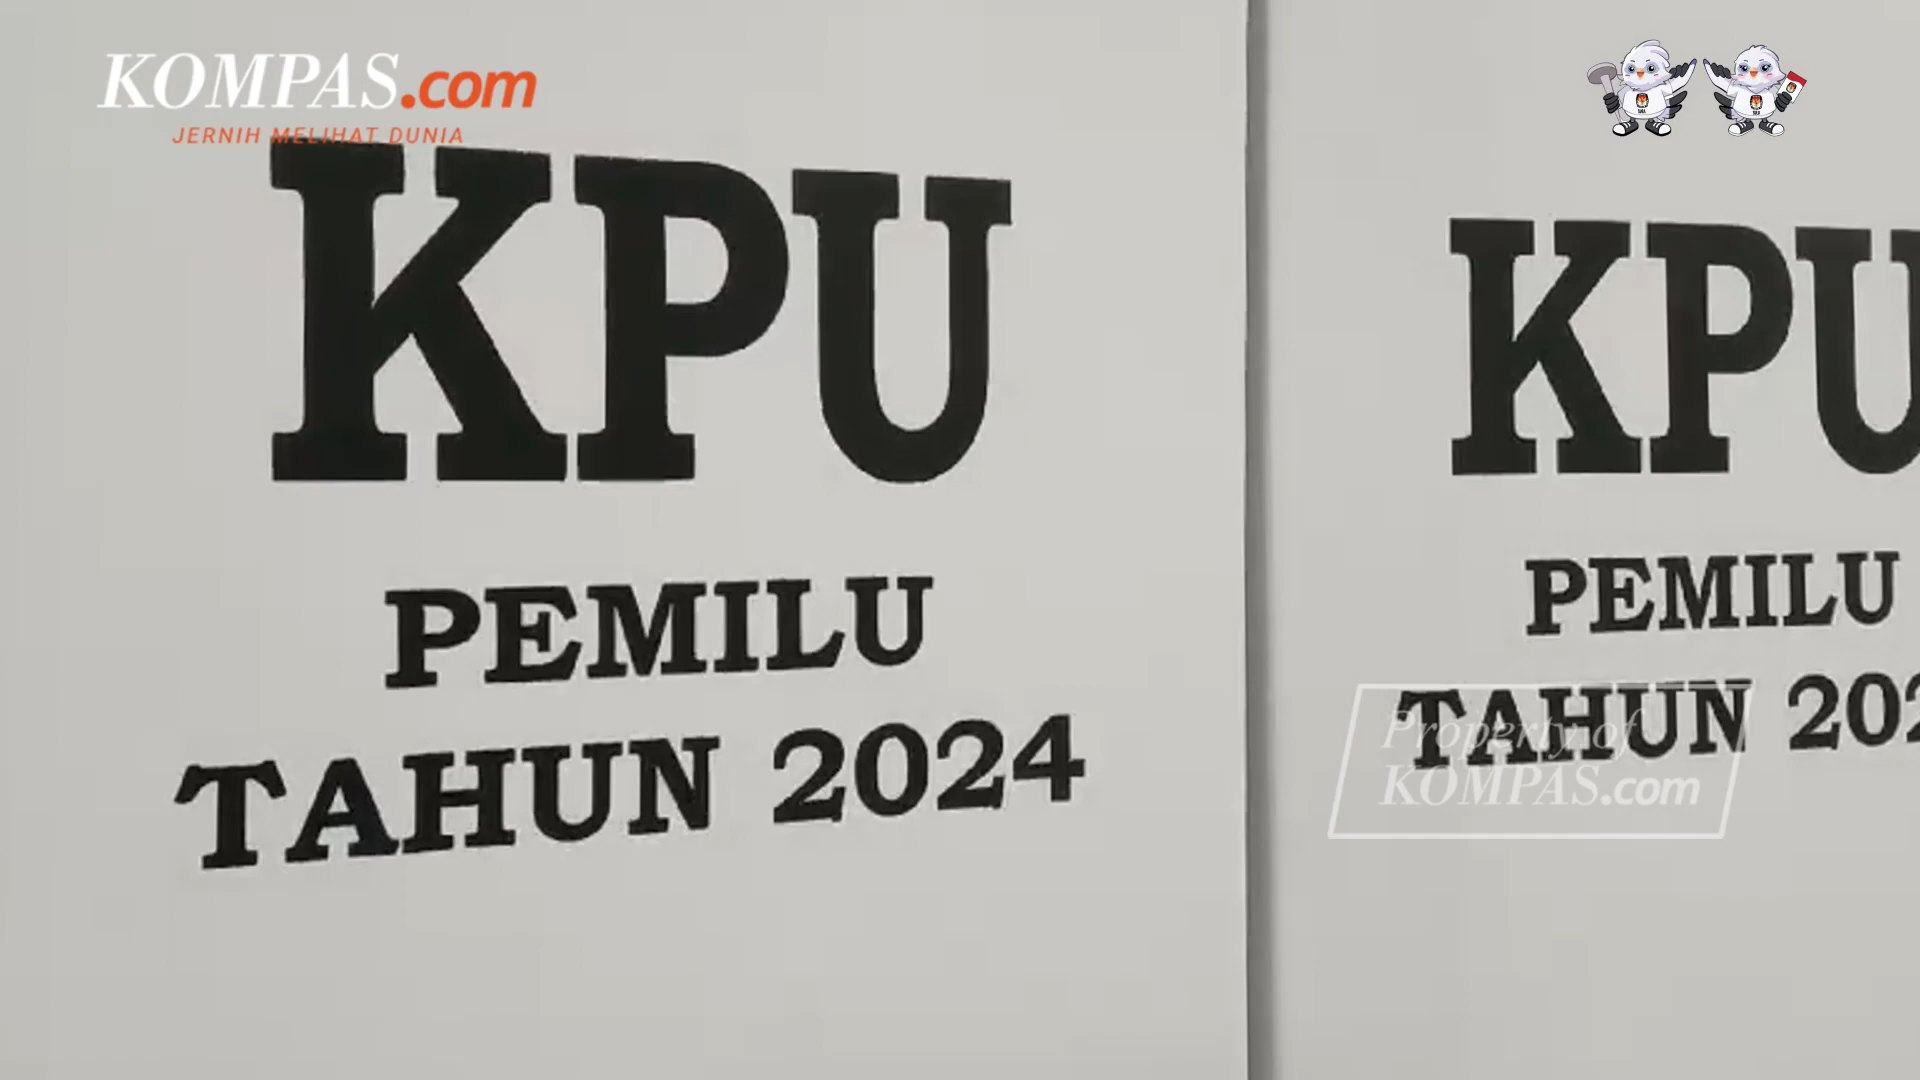 KOMPAS.com
JERNIH MELIHAT DUNIA
KPU
PEMILU
TAHUN 2024
KPU
PEMILU
TAHUN 202
Property of
KOMPAS.com